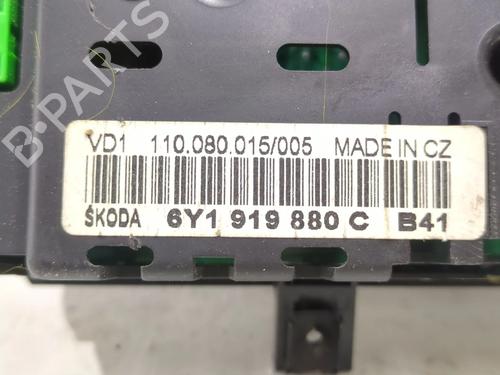 VD1 110.080.015/005 MADE IN CZ
ŠKODA 6Y1 919 880 C B41
B-PARTS